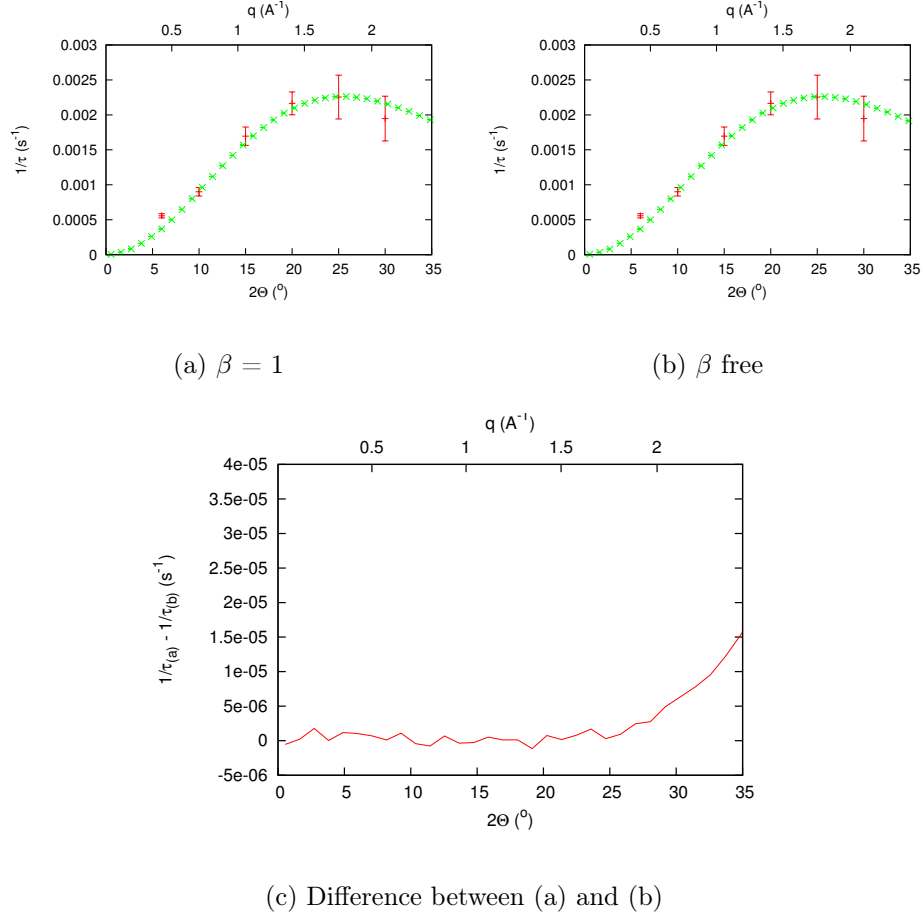 q (A⁻¹)
0.5 1 1.5 2
0.003
0.0025
0.002
0.0015
0.001
0.0005
0
1/τ (s⁻¹)
0 5 10 15 20 25 30 35
2Θ (°)
(a) β = 1
q (A⁻¹)
0.5 1 1.5 2
0.003
0.0025
0.002
0.0015
0.001
0.0005
0
1/τ (s⁻¹)
0 5 10 15 20 25 30 35
2Θ (°)
(b) β free
q (A⁻¹)
0.5 1 1.5 2
4e-05
3.5e-05
3e-05
2.5e-05
2e-05
1.5e-05
1e-05
5e-06
0
-5e-06
1/τ(a) - 1/τ(b) (s⁻¹)
0 5 10 15 20 25 30 35
2Θ (°)
(c) Difference between (a) and (b)